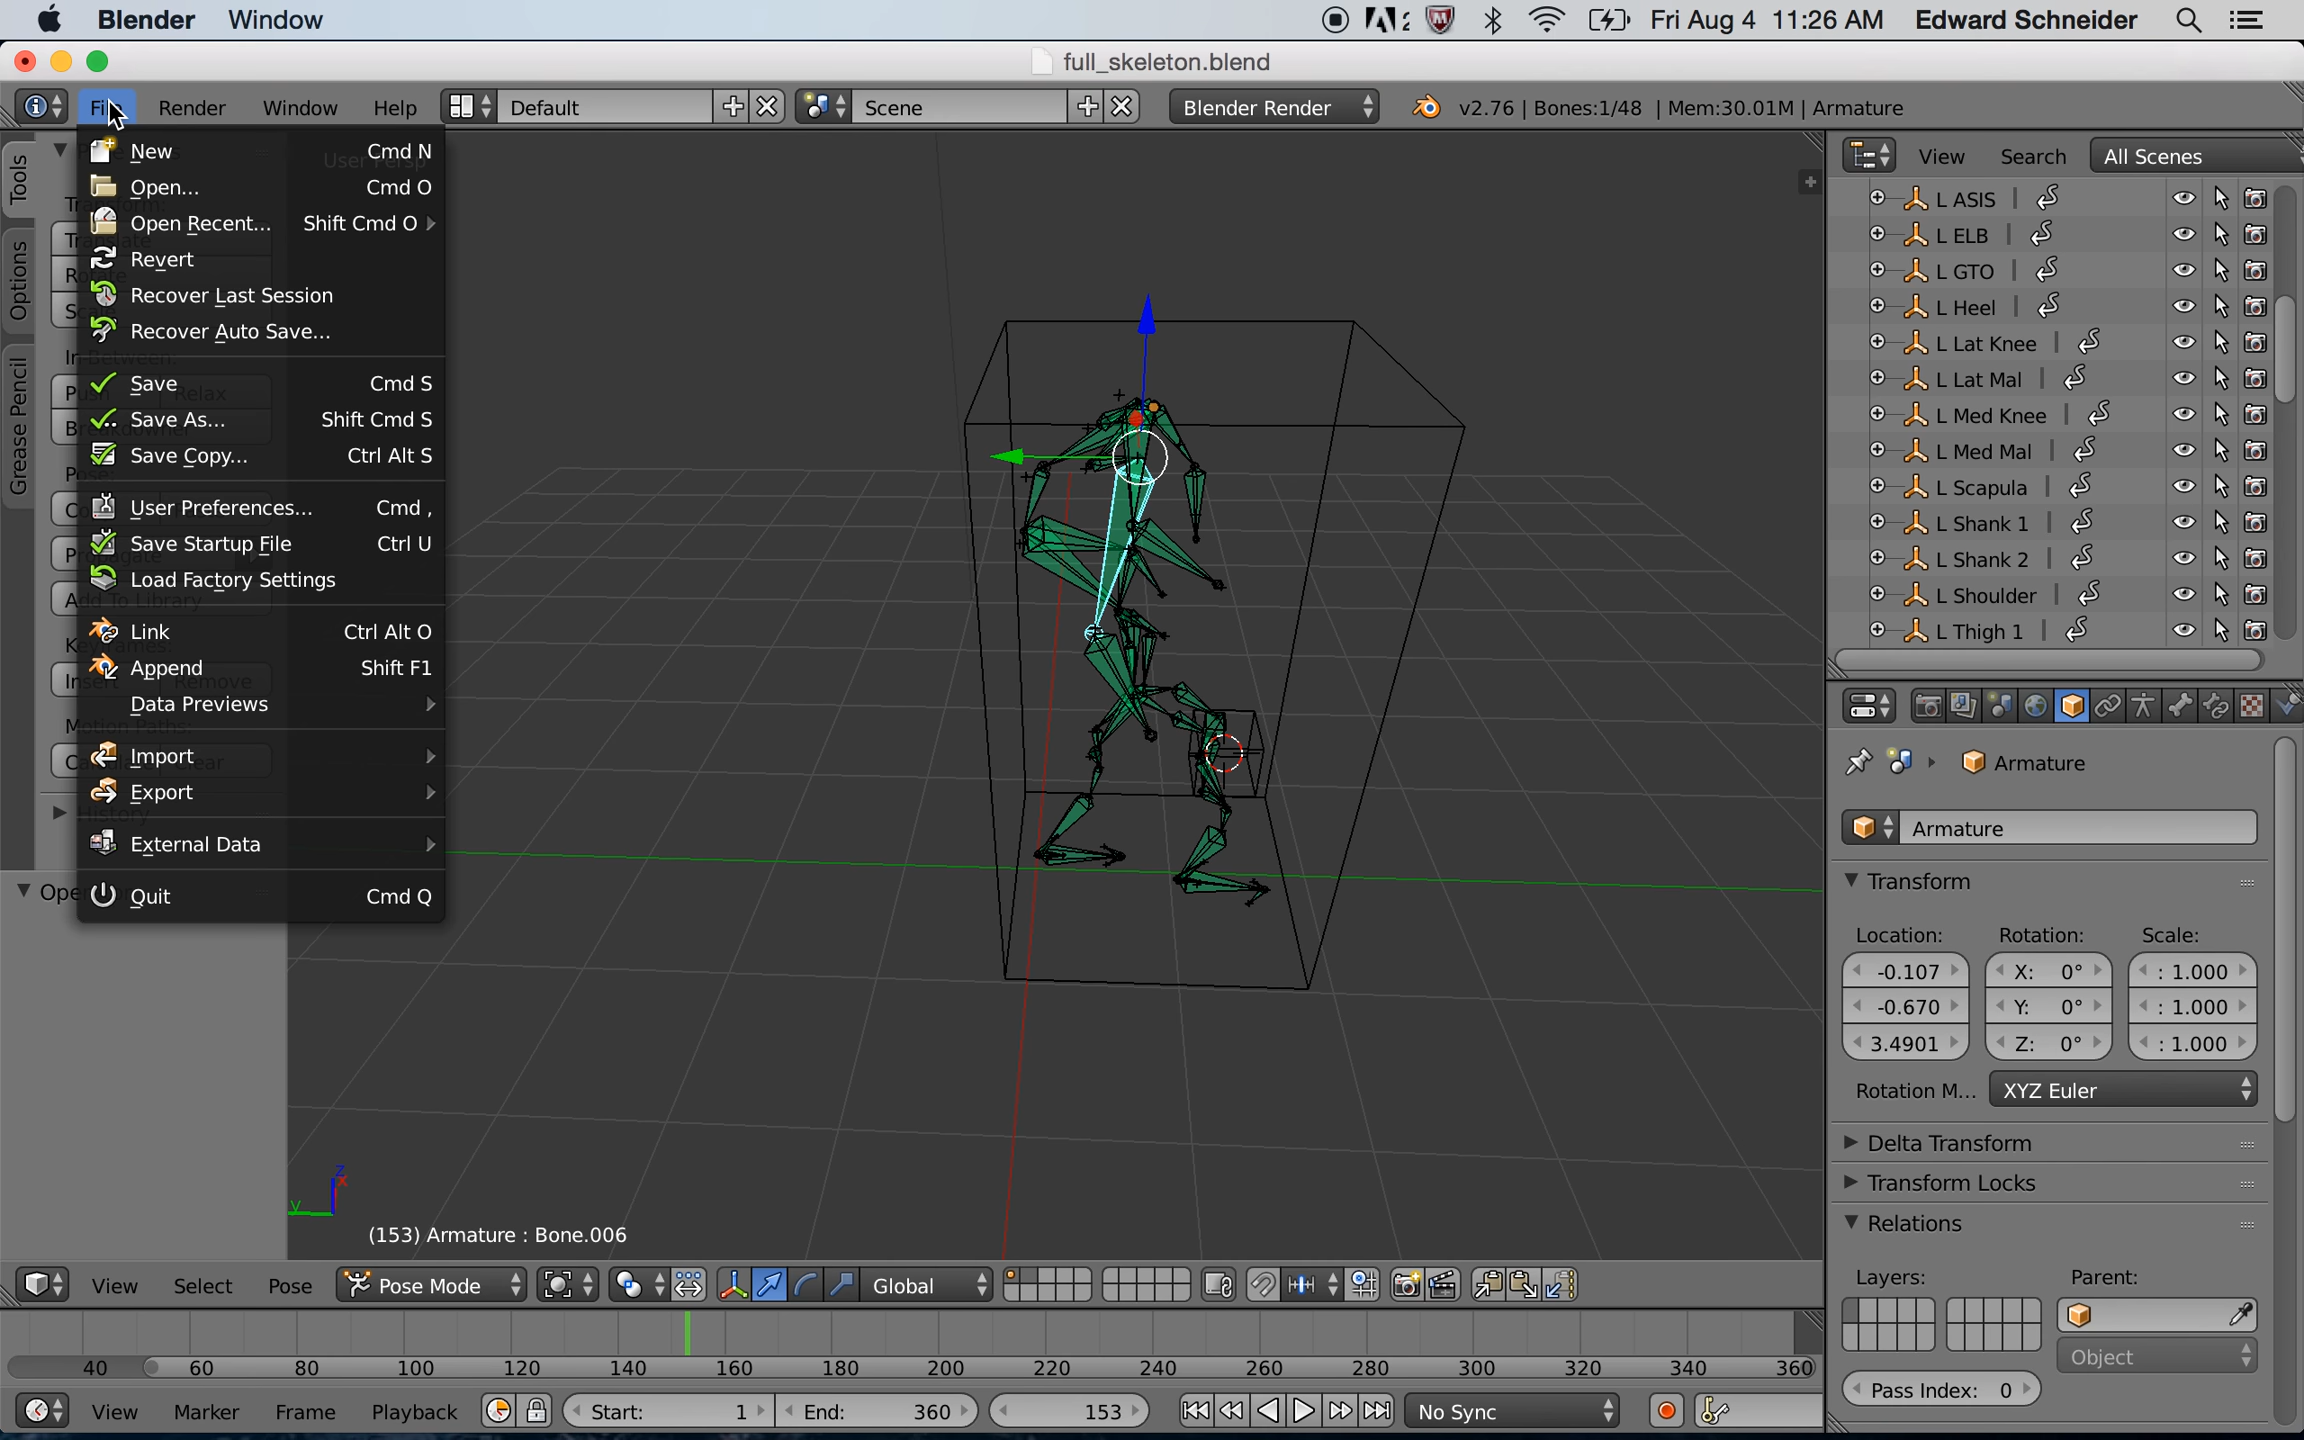 Blender Window
Fri Aug 4 11:26 AM Edward Schneider
full_skeleton.blend
Render Window Help Default Scene Blender Render v2.76 | Bones:1/48 | Mem:30.01M | Armature
Tools
Options
Grease Pencil
New Cmd N
Open... Cmd O
Open Recent... Shift Cmd O
Revert
Recover Last Session
Recover Auto Save...
Save Cmd S
Save As... Shift Cmd S
Save Copy... Ctrl Alt S
User Preferences... Cmd ,
Save Startup File Ctrl U
Load Factory Settings
Link Ctrl Alt O
Append Shift F1
Data Previews
Import
Export
External Data
Quit Cmd Q
User Persp
z
x
y
(153) Armature : Bone.006
View Search All Scenes
L ASIS
L ELB
L GTO
L Heel
L Lat Knee
L Lat Mal
L Med Knee
L Med Mal
L Scapula
L Shank 1
L Shank 2
L Shoulder
L Thigh 1
Armature
Armature
Transform
Location: Rotation: Scale:
-0.107 X: 0° : 1.000
-0.670 Y: 0° : 1.000
3.4901 Z: 0° : 1.000
Rotation M... XYZ Euler
Delta Transform
Transform Locks
Relations
Layers: Parent:
Object
Pass Index: 0
View Select Pose Pose Mode Global
40 60 80 100 120 140 160 180 200 220 240 260 280 300 320 340 360
View Marker Frame Playback Start: 1 End: 360 153 No Sync